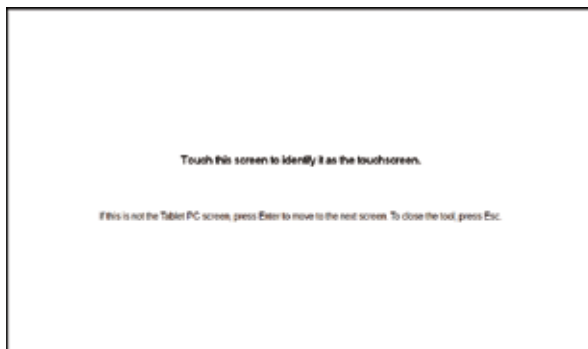 Touch this screen to identify it as the touchscreen.
If this is not the Tablet PC screen, press Enter to move to the next screen. To close the tool, press Esc.